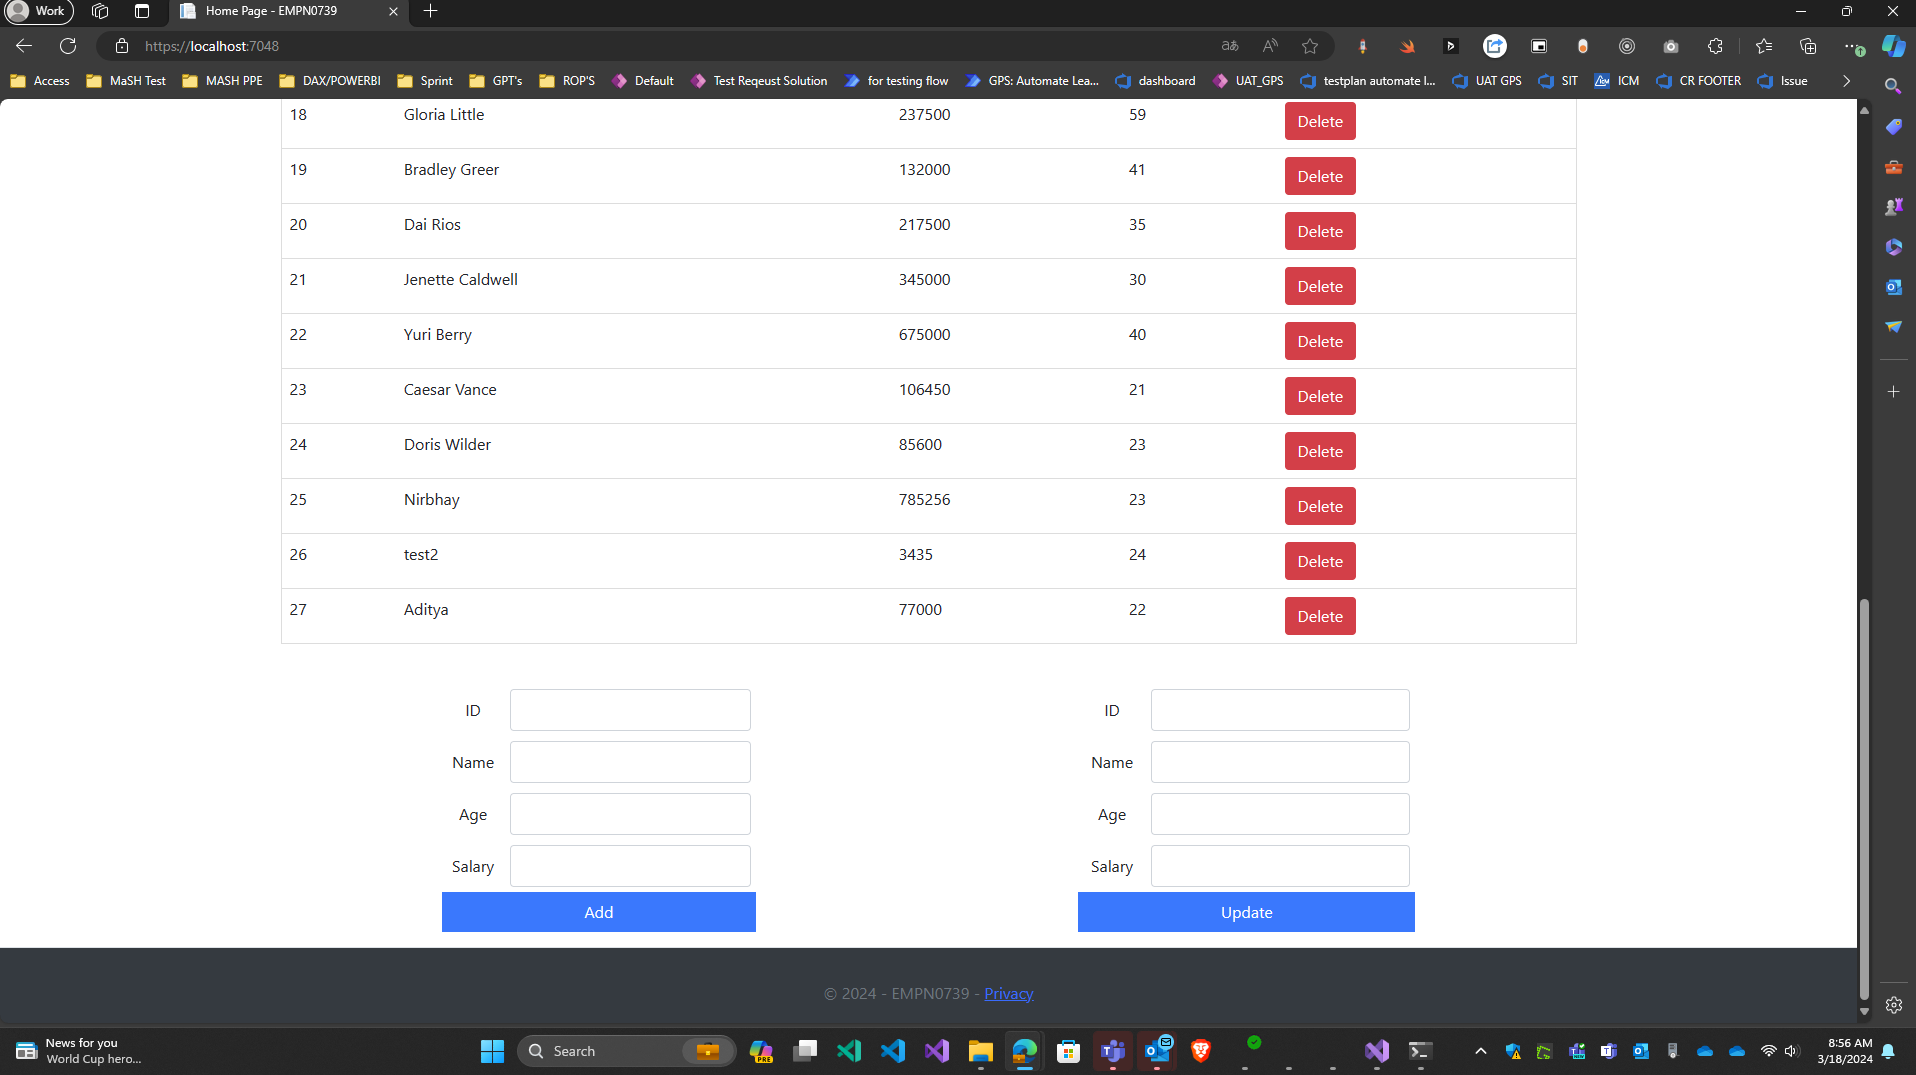 Work
Home Page - EMPN0739
https://localhost:7048
Access MaSH Test MASH PPE DAX/POWERBI Sprint GPT's ROP'S Default Test Reqeust Solution for testing flow GPS: Automate Lea... dashboard UAT_GPS testplan automate l... UAT GPS SIT ICM CR FOOTER Issue
18 Gloria Little 237500 59 Delete
19 Bradley Greer 132000 41 Delete
20 Dai Rios 217500 35 Delete
21 Jenette Caldwell 345000 30 Delete
22 Yuri Berry 675000 40 Delete
23 Caesar Vance 106450 21 Delete
24 Doris Wilder 85600 23 Delete
25 Nirbhay 785256 23 Delete
26 test2 3435 24 Delete
27 Aditya 77000 22 Delete
ID
Name
Age
Salary
Add
ID
Name
Age
Salary
Update
© 2024 - EMPN0739 - Privacy
News for you
World Cup hero...
Search
PRE
8:56 AM
3/18/2024